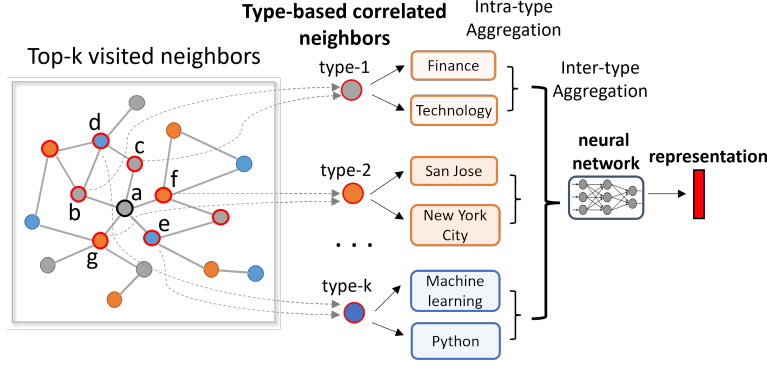 Top-k visited neighbors
Type-based correlated
neighbors
Intra-type
Aggregation
Inter-type
Aggregation
type-1
Finance
Technology
type-2
San Jose
New York
City
. . .
type-k
Machine
learning
Python
neural
network
representation
a
b
c
d
e
f
g